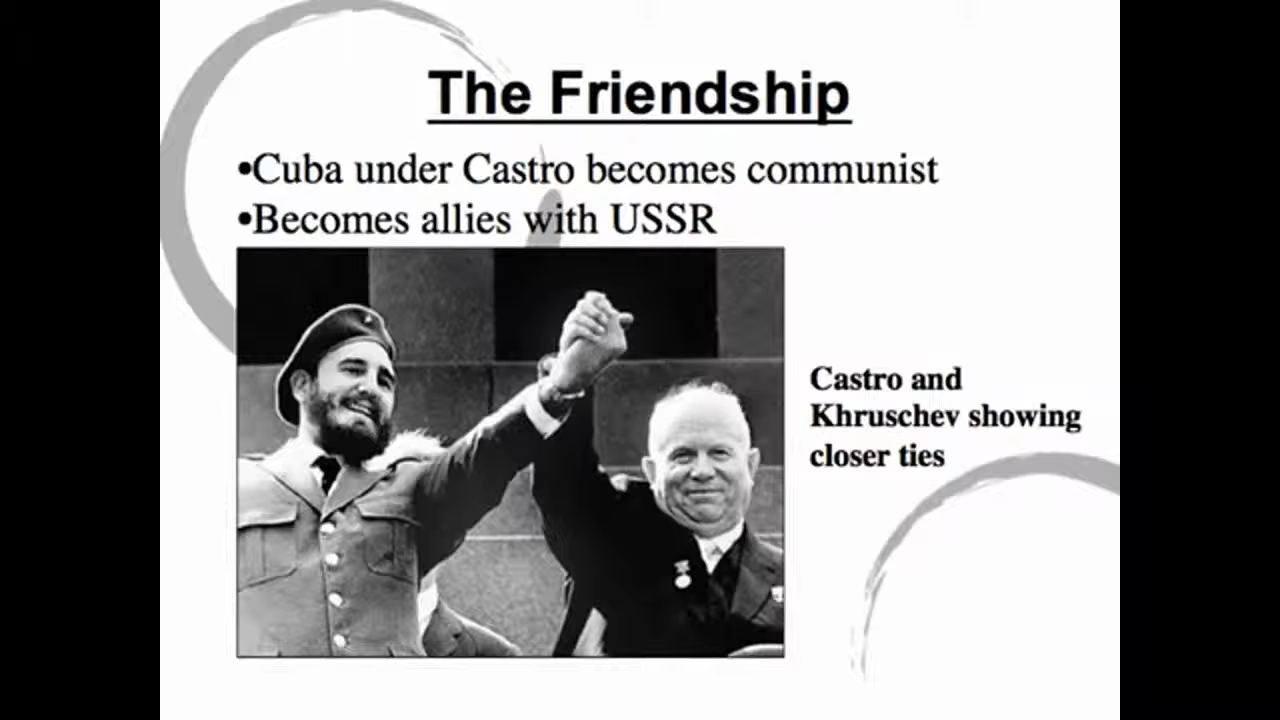 The Friendship
•Cuba under Castro becomes communist
•Becomes allies with USSR
Castro and
Khruschev showing
closer ties